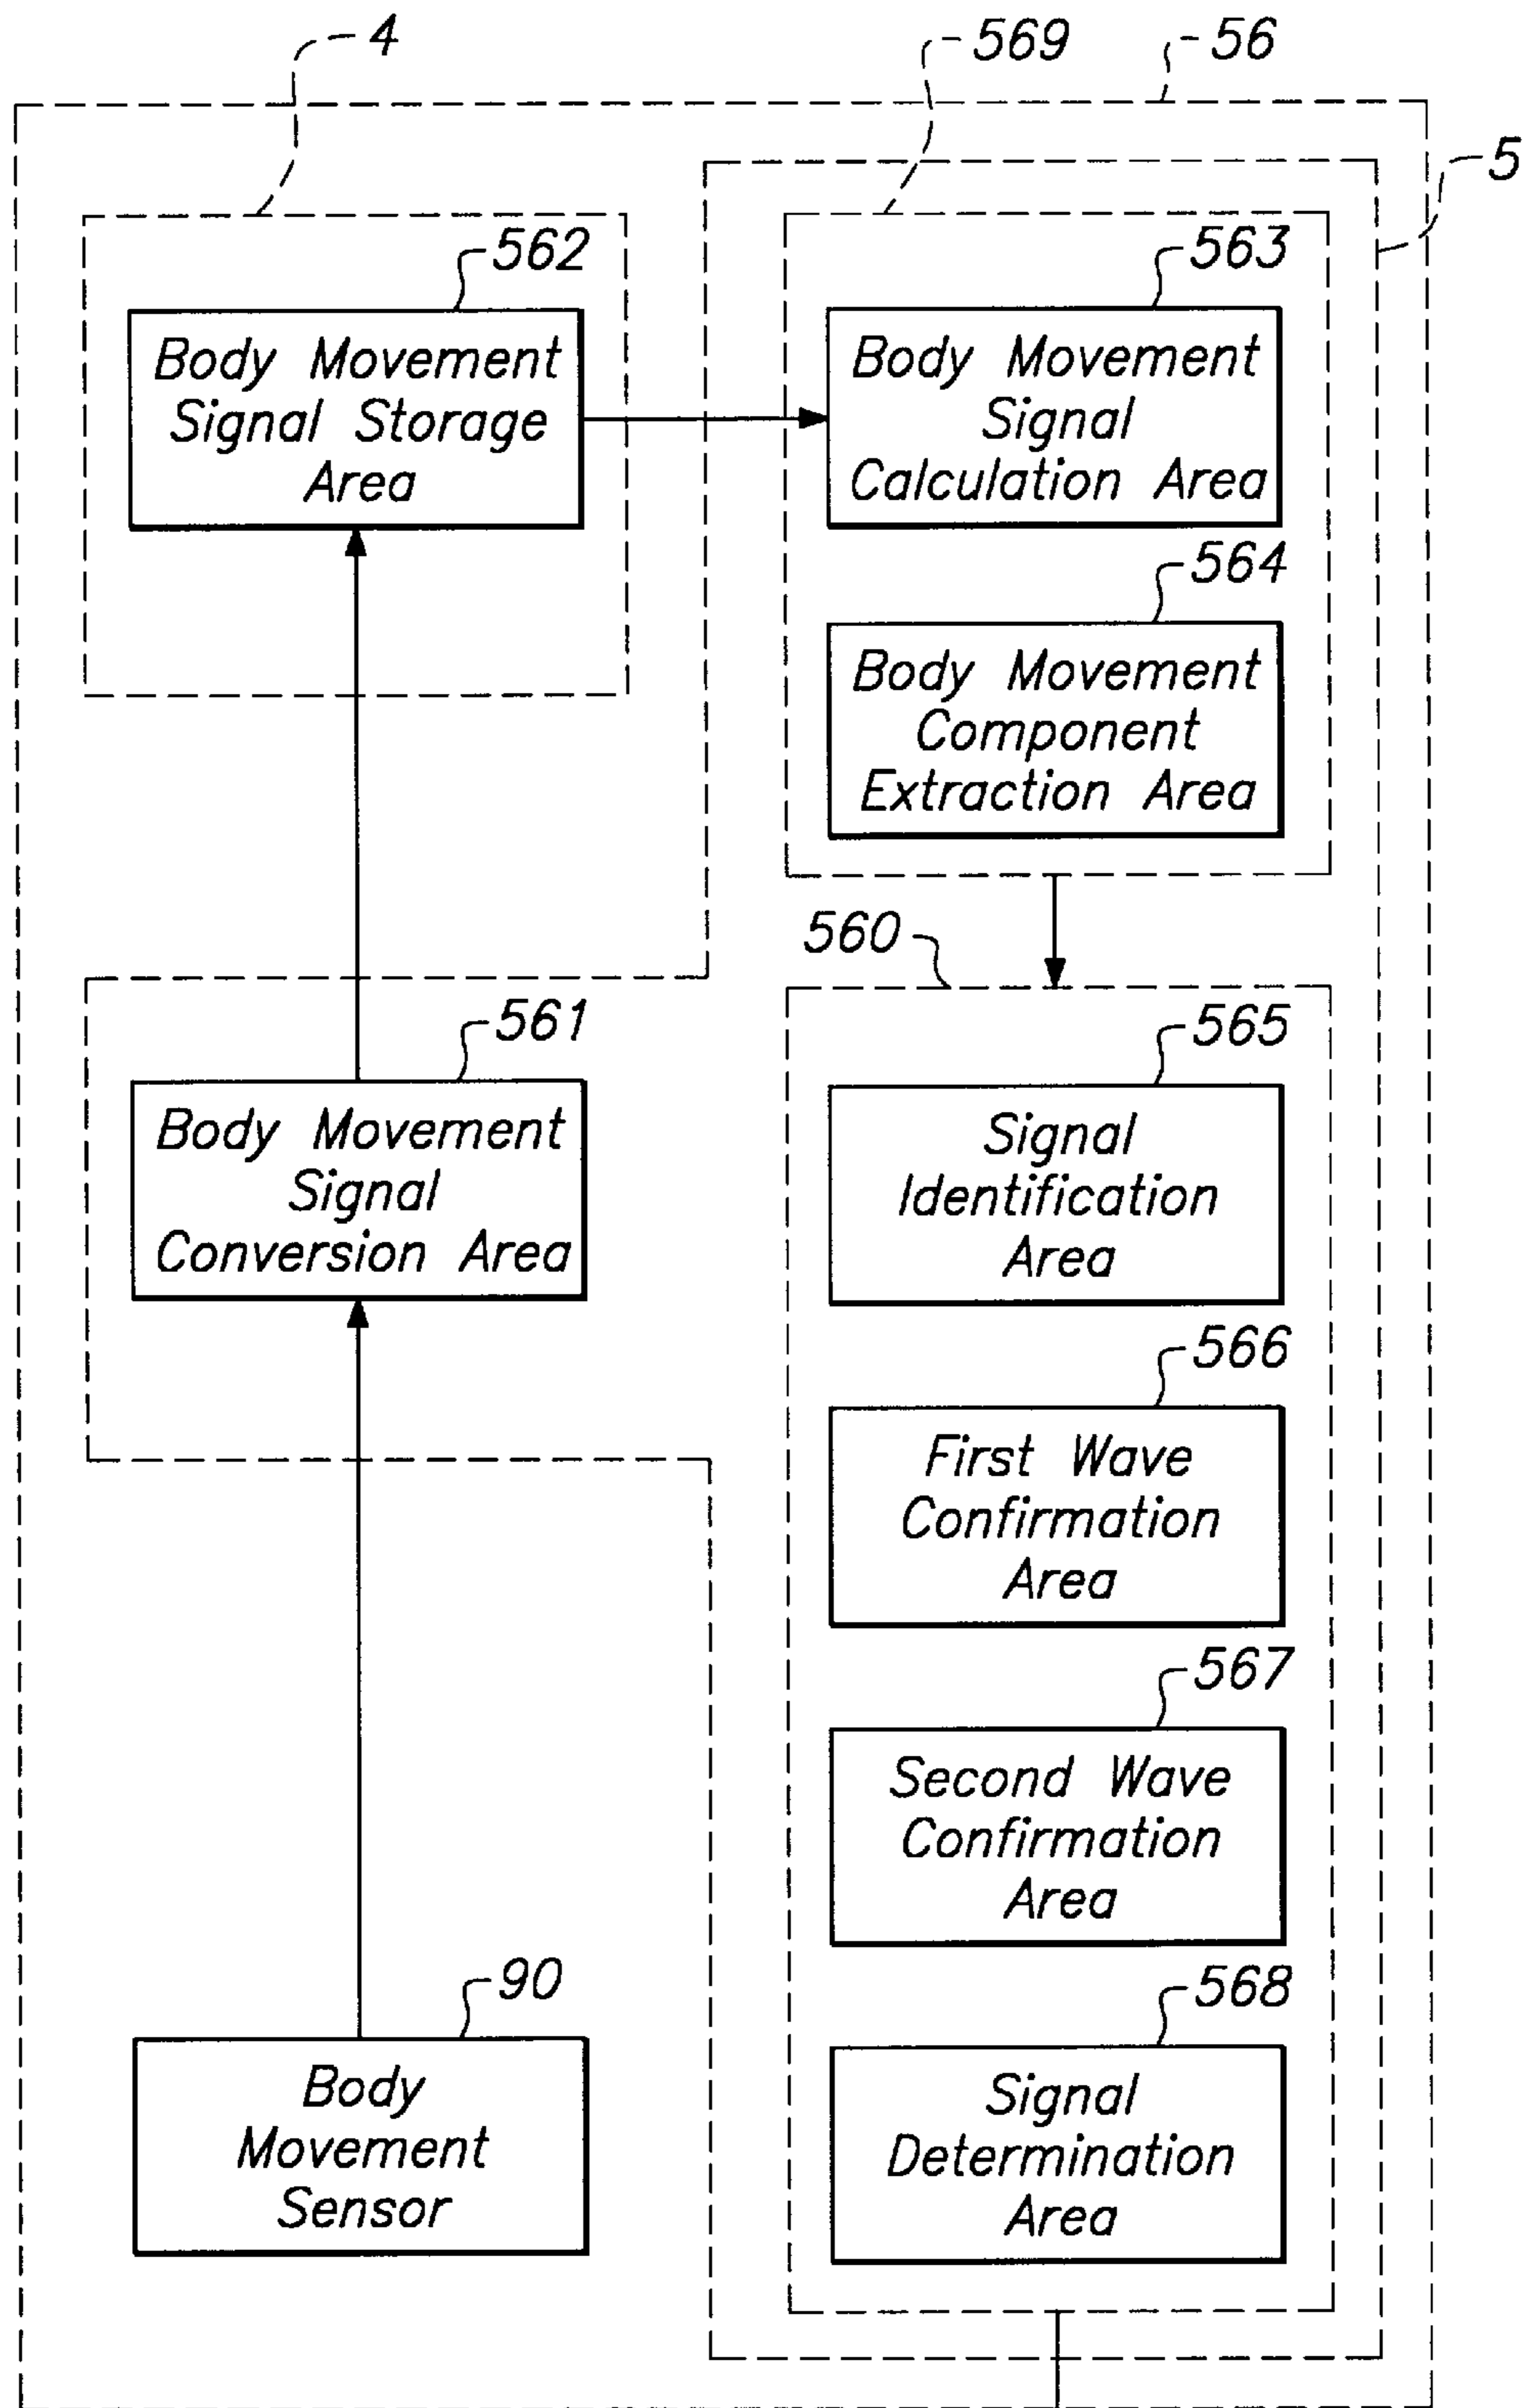 4
569
56
5
562
Body Movement
Signal Storage
Area
563
Body Movement
Signal
Calculation Area
564
Body Movement
Component
Extraction Area
560
561
Body Movement
Signal
Conversion Area
565
Signal
Identification
Area
566
First Wave
Confirmation
Area
567
Second Wave
Confirmation
Area
90
Body
Movement
Sensor
568
Signal
Determination
Area